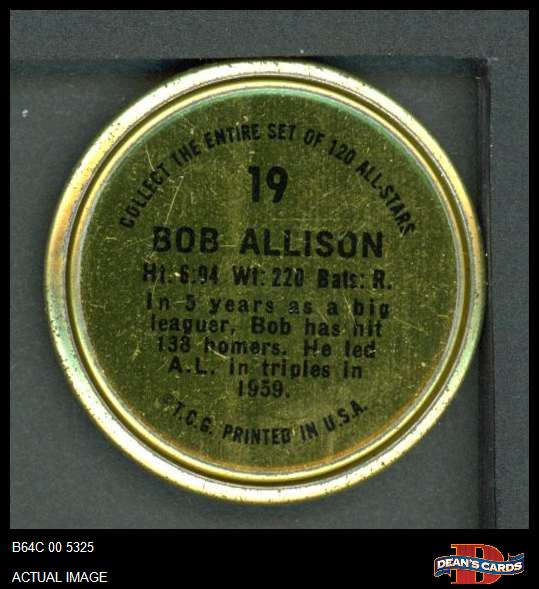 COLLECT THE ENTIRE SET OF 120 ALL-STARS
19
BOB ALLISON
Ht: 6.04 Wt: 220 Bats: R.
In 5 years as a big
leaguer, Bob has hit
138 homers. He led
A.L. in triples in
1959.
©T.C.G. PRINTED IN U.S.A.
B64C 00 5325
ACTUAL IMAGE
DEAN'S CARDS